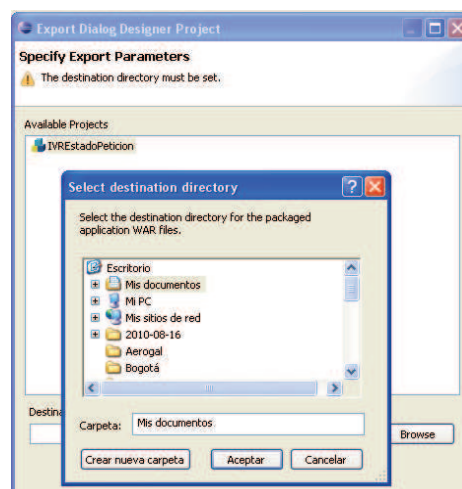 Export Dialog Designer Project
Specify Export Parameters
The destination directory must be set.
Available Projects
IVREstadoPeticion
Select destination directory
Select the destination directory for the packaged
application WAR files.
Escritorio
Mis documentos
Mi PC
Mis sitios de red
2010-08-16
Aerogal
Bogotá
Destina
Carpeta: Mis documentos
Browse
Crear nueva carpeta Aceptar Cancelar